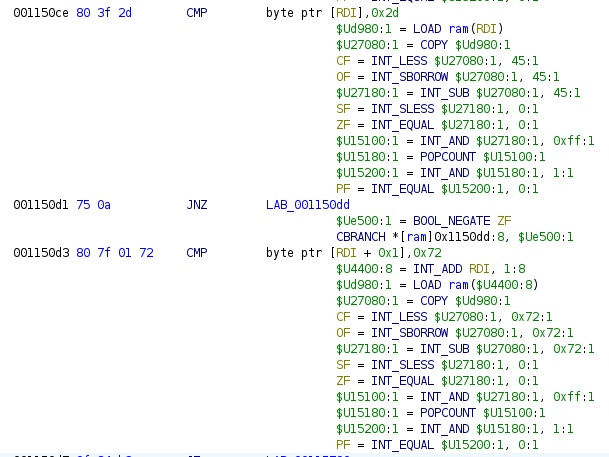 001150ce 80 3f 2d CMP byte ptr [RDI],0x2d
$Ud980:1 = LOAD ram(RDI)
$U27080:1 = COPY $Ud980:1
CF = INT_LESS $U27080:1, 45:1
OF = INT_SBORROW $U27080:1, 45:1
$U27180:1 = INT_SUB $U27080:1, 45:1
SF = INT_SLESS $U27180:1, 0:1
ZF = INT_EQUAL $U27180:1, 0:1
$U15100:1 = INT_AND $U27180:1, 0xff:1
$U15180:1 = POPCOUNT $U15100:1
$U15200:1 = INT_AND $U15180:1, 1:1
PF = INT_EQUAL $U15200:1, 0:1
001150d1 75 0a JNZ LAB_001150dd
$Ue500:1 = BOOL_NEGATE ZF
CBRANCH *[ram]0x1150dd:8, $Ue500:1
001150d3 80 7f 01 72 CMP byte ptr [RDI + 0x1],0x72
$U4400:8 = INT_ADD RDI, 1:8
$Ud980:1 = LOAD ram($U4400:8)
$U27080:1 = COPY $Ud980:1
CF = INT_LESS $U27080:1, 0x72:1
OF = INT_SBORROW $U27080:1, 0x72:1
$U27180:1 = INT_SUB $U27080:1, 0x72:1
SF = INT_SLESS $U27180:1, 0:1
ZF = INT_EQUAL $U27180:1, 0:1
$U15100:1 = INT_AND $U27180:1, 0xff:1
$U15180:1 = POPCOUNT $U15100:1
$U15200:1 = INT_AND $U15180:1, 1:1
PF = INT_EQUAL $U15200:1, 0:1